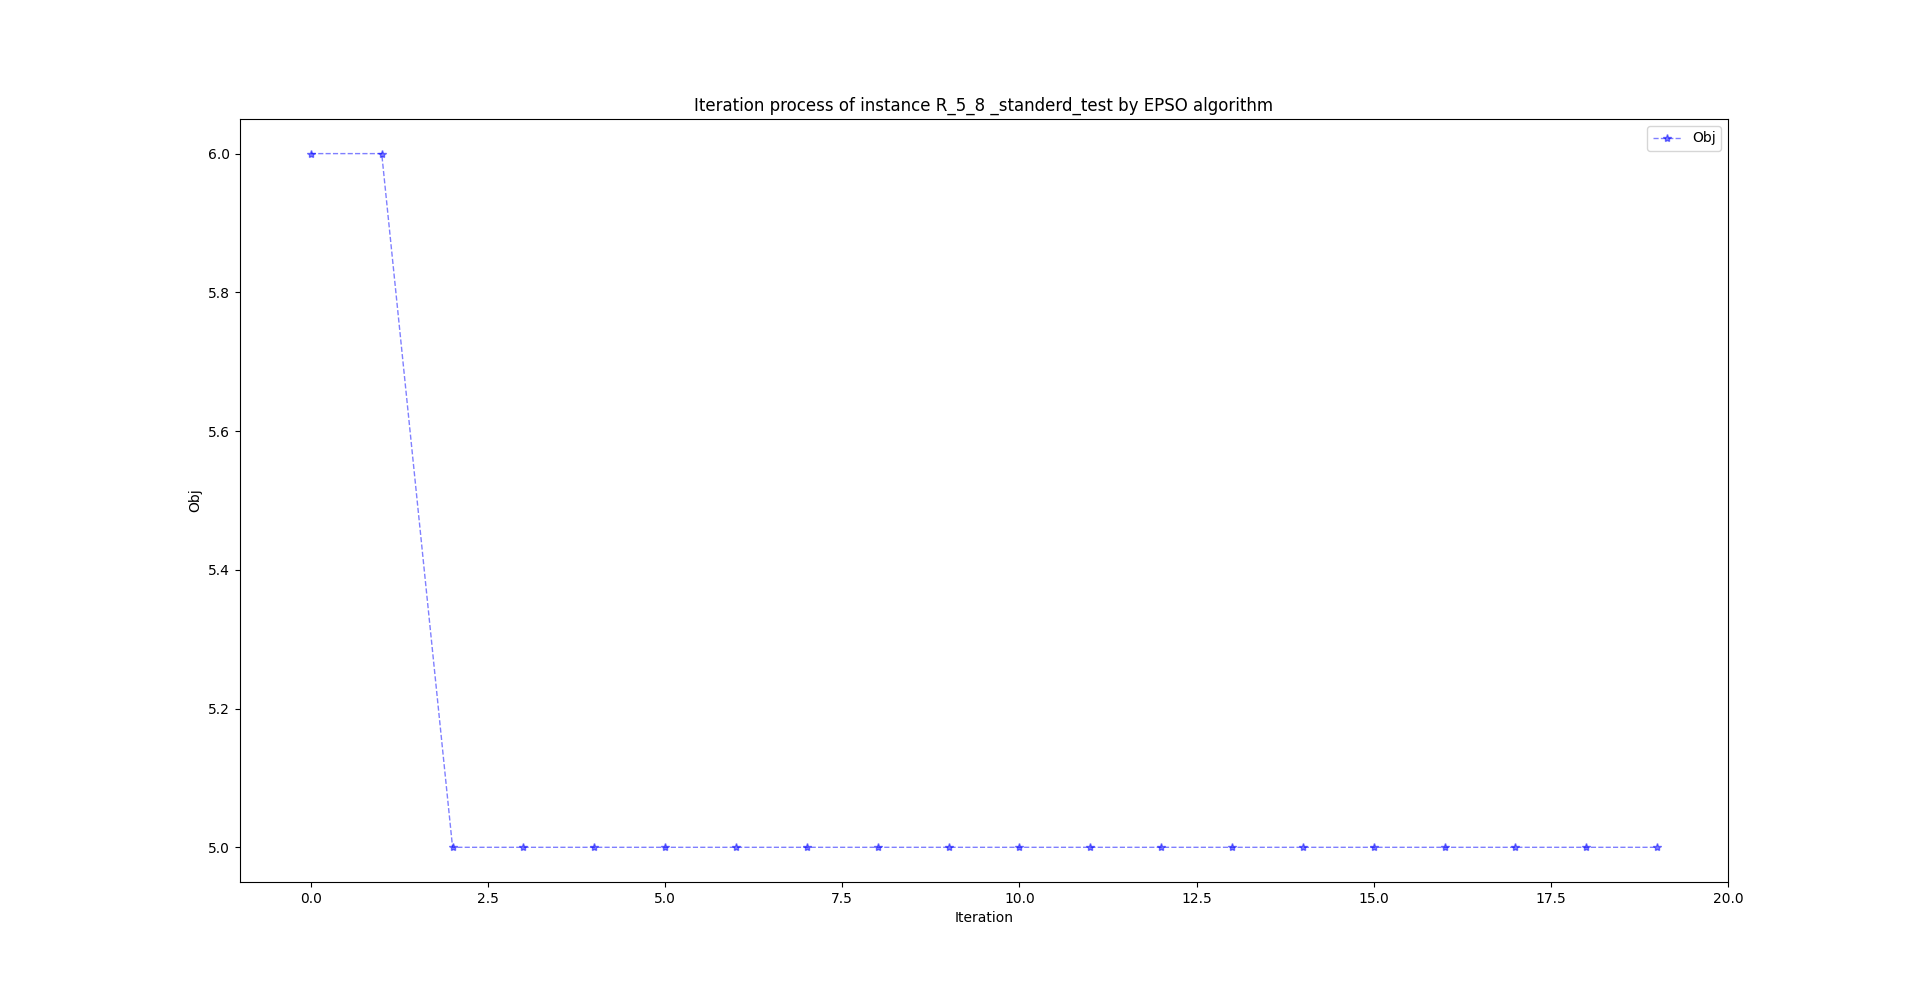 Iteration process of instance R_5_8 _standerd_test by EPSO algorithm
Obj
6.0
5.8
5.6
5.4
5.2
5.0
Obj
0.0 2.5 5.0 7.5 10.0 12.5 15.0 17.5 20.0
Iteration